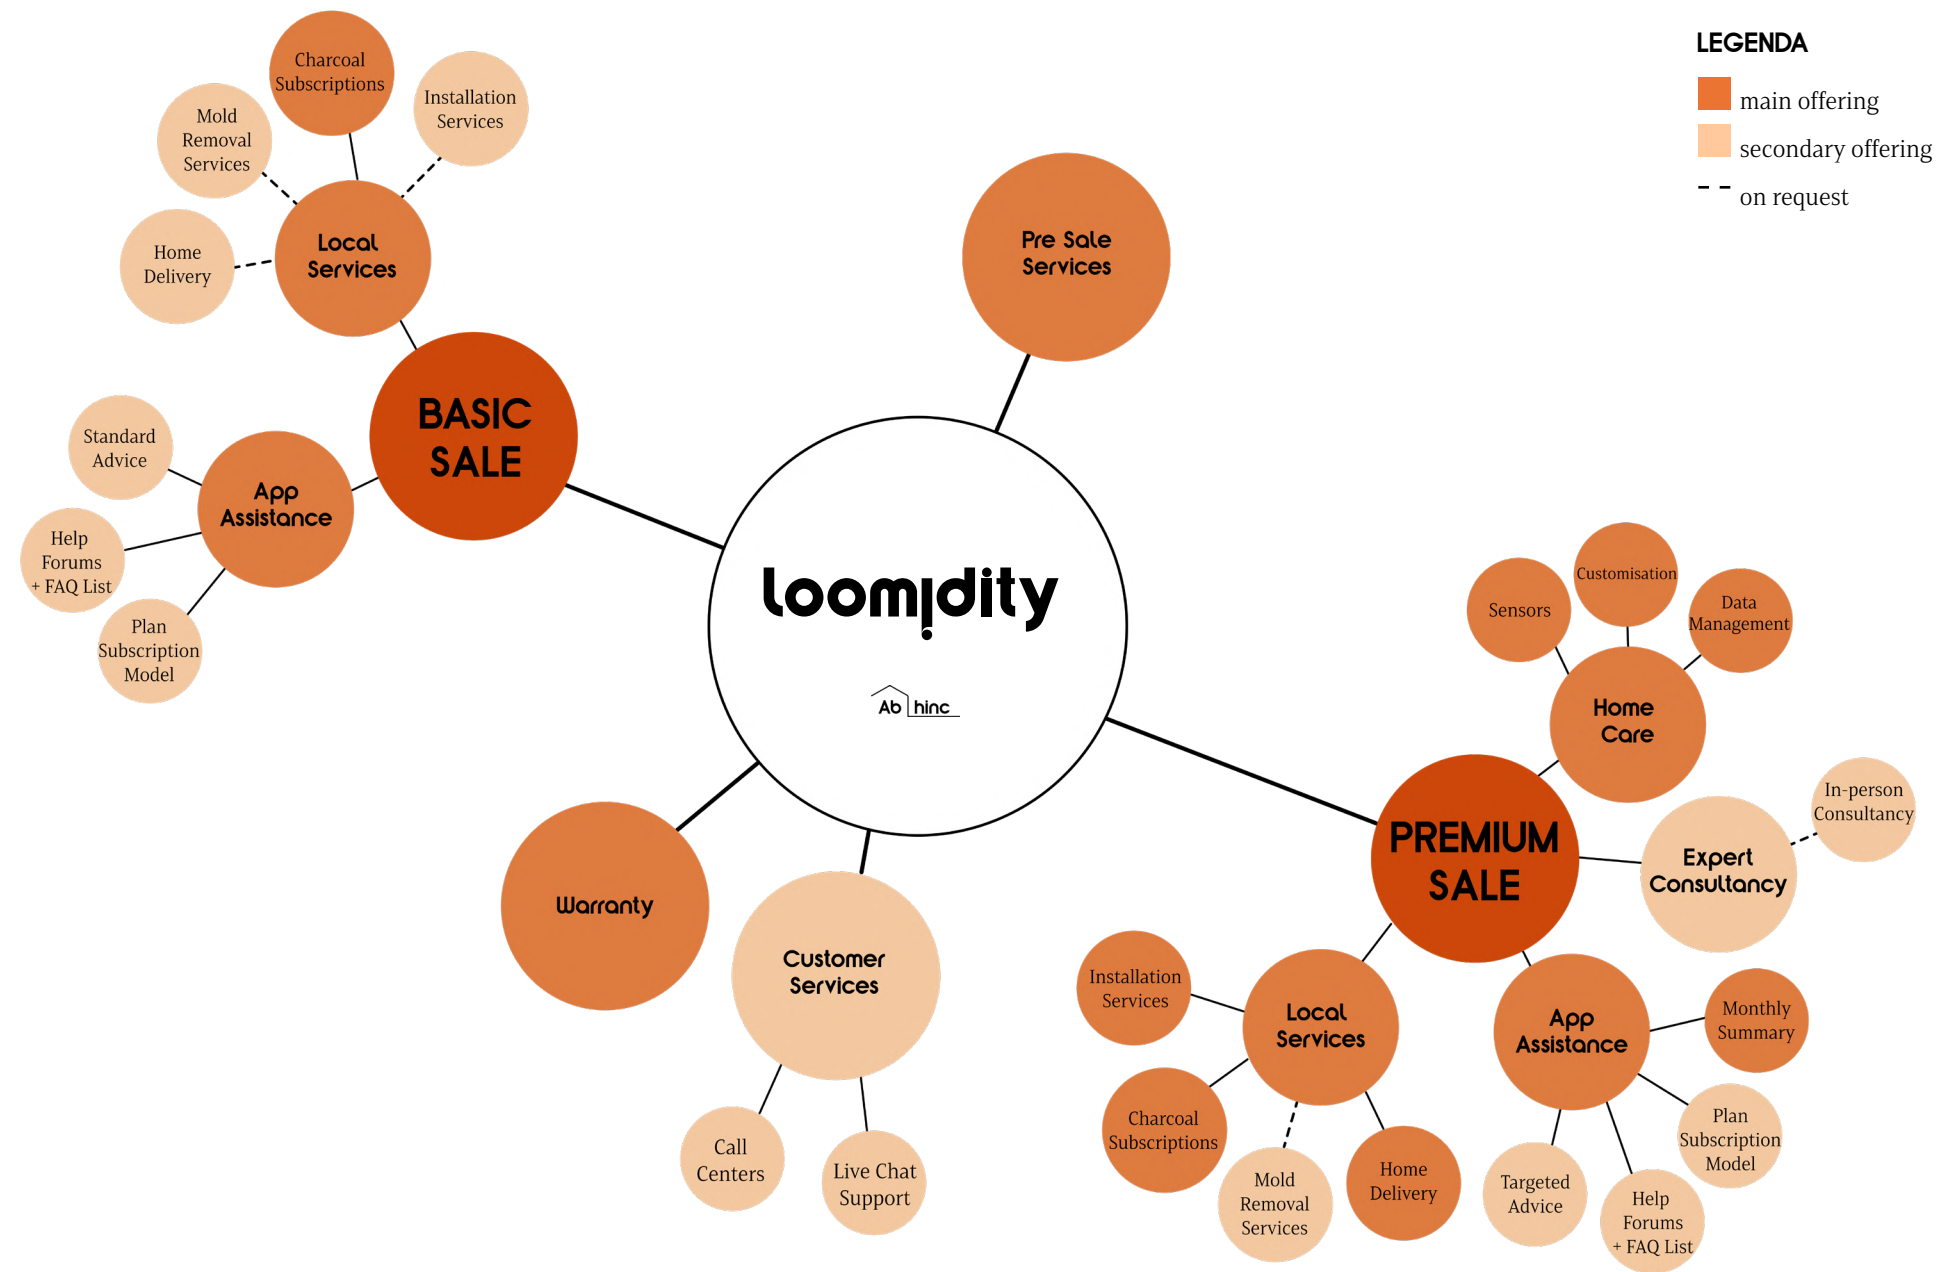 LEGENDA
main offering
secondary offering
on request
Charcoal
Subscriptions
Installation
Services
Mold
Removal
Services
Home
Delivery
Local
Services
BASIC
SALE
Standard
Advice
App
Assistance
Help
Forums
+ FAQ List
Plan
Subscription
Model
Pre Sale
Services
loomidity
Ab hinc
Warranty
Customer
Services
Call
Centers
Live Chat
Support
Sensors
Customisation
Data
Management
Home
Care
PREMIUM
SALE
Expert
Consultancy
In-person
Consultancy
Local
Services
Installation
Services
Charcoal
Subscriptions
Mold
Removal
Services
Home
Delivery
App
Assistance
Monthly
Summary
Plan
Subscription
Model
Targeted
Advice
Help
Forums
+ FAQ List